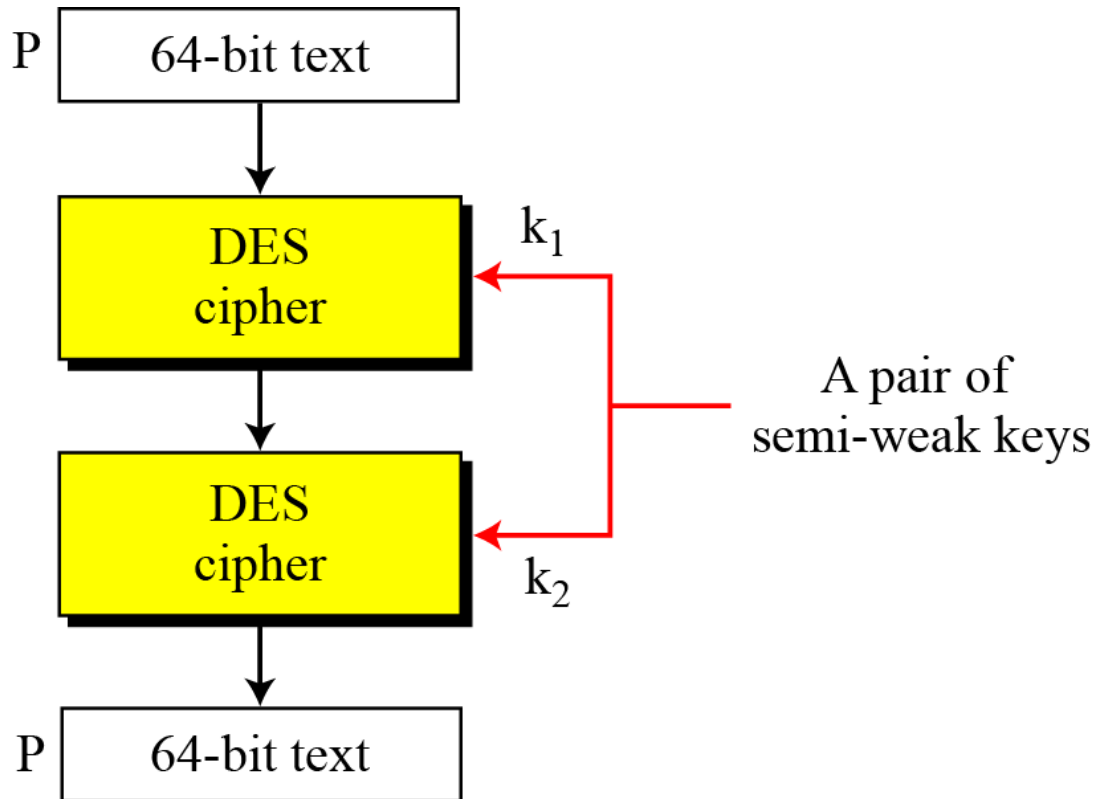 P
64-bit text
DES
cipher
k₁
A pair of
semi-weak keys
DES
cipher
k₂
P
64-bit text